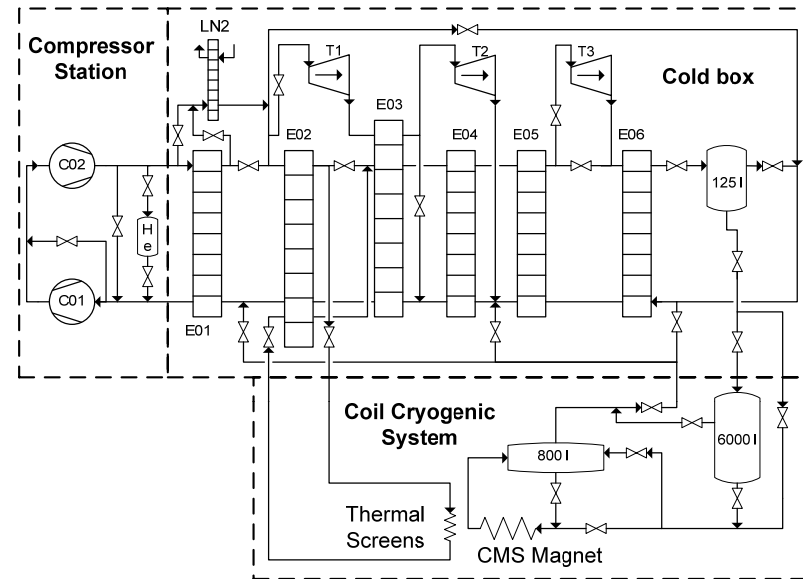 LN2
Compressor
Station
T1
T2
T3
Cold box
E03
E02
E04
E05
E06
C02
125 l
H
e
C01
E01
Coil Cryogenic
System
800 l
6000 l
Thermal
Screens
CMS Magnet